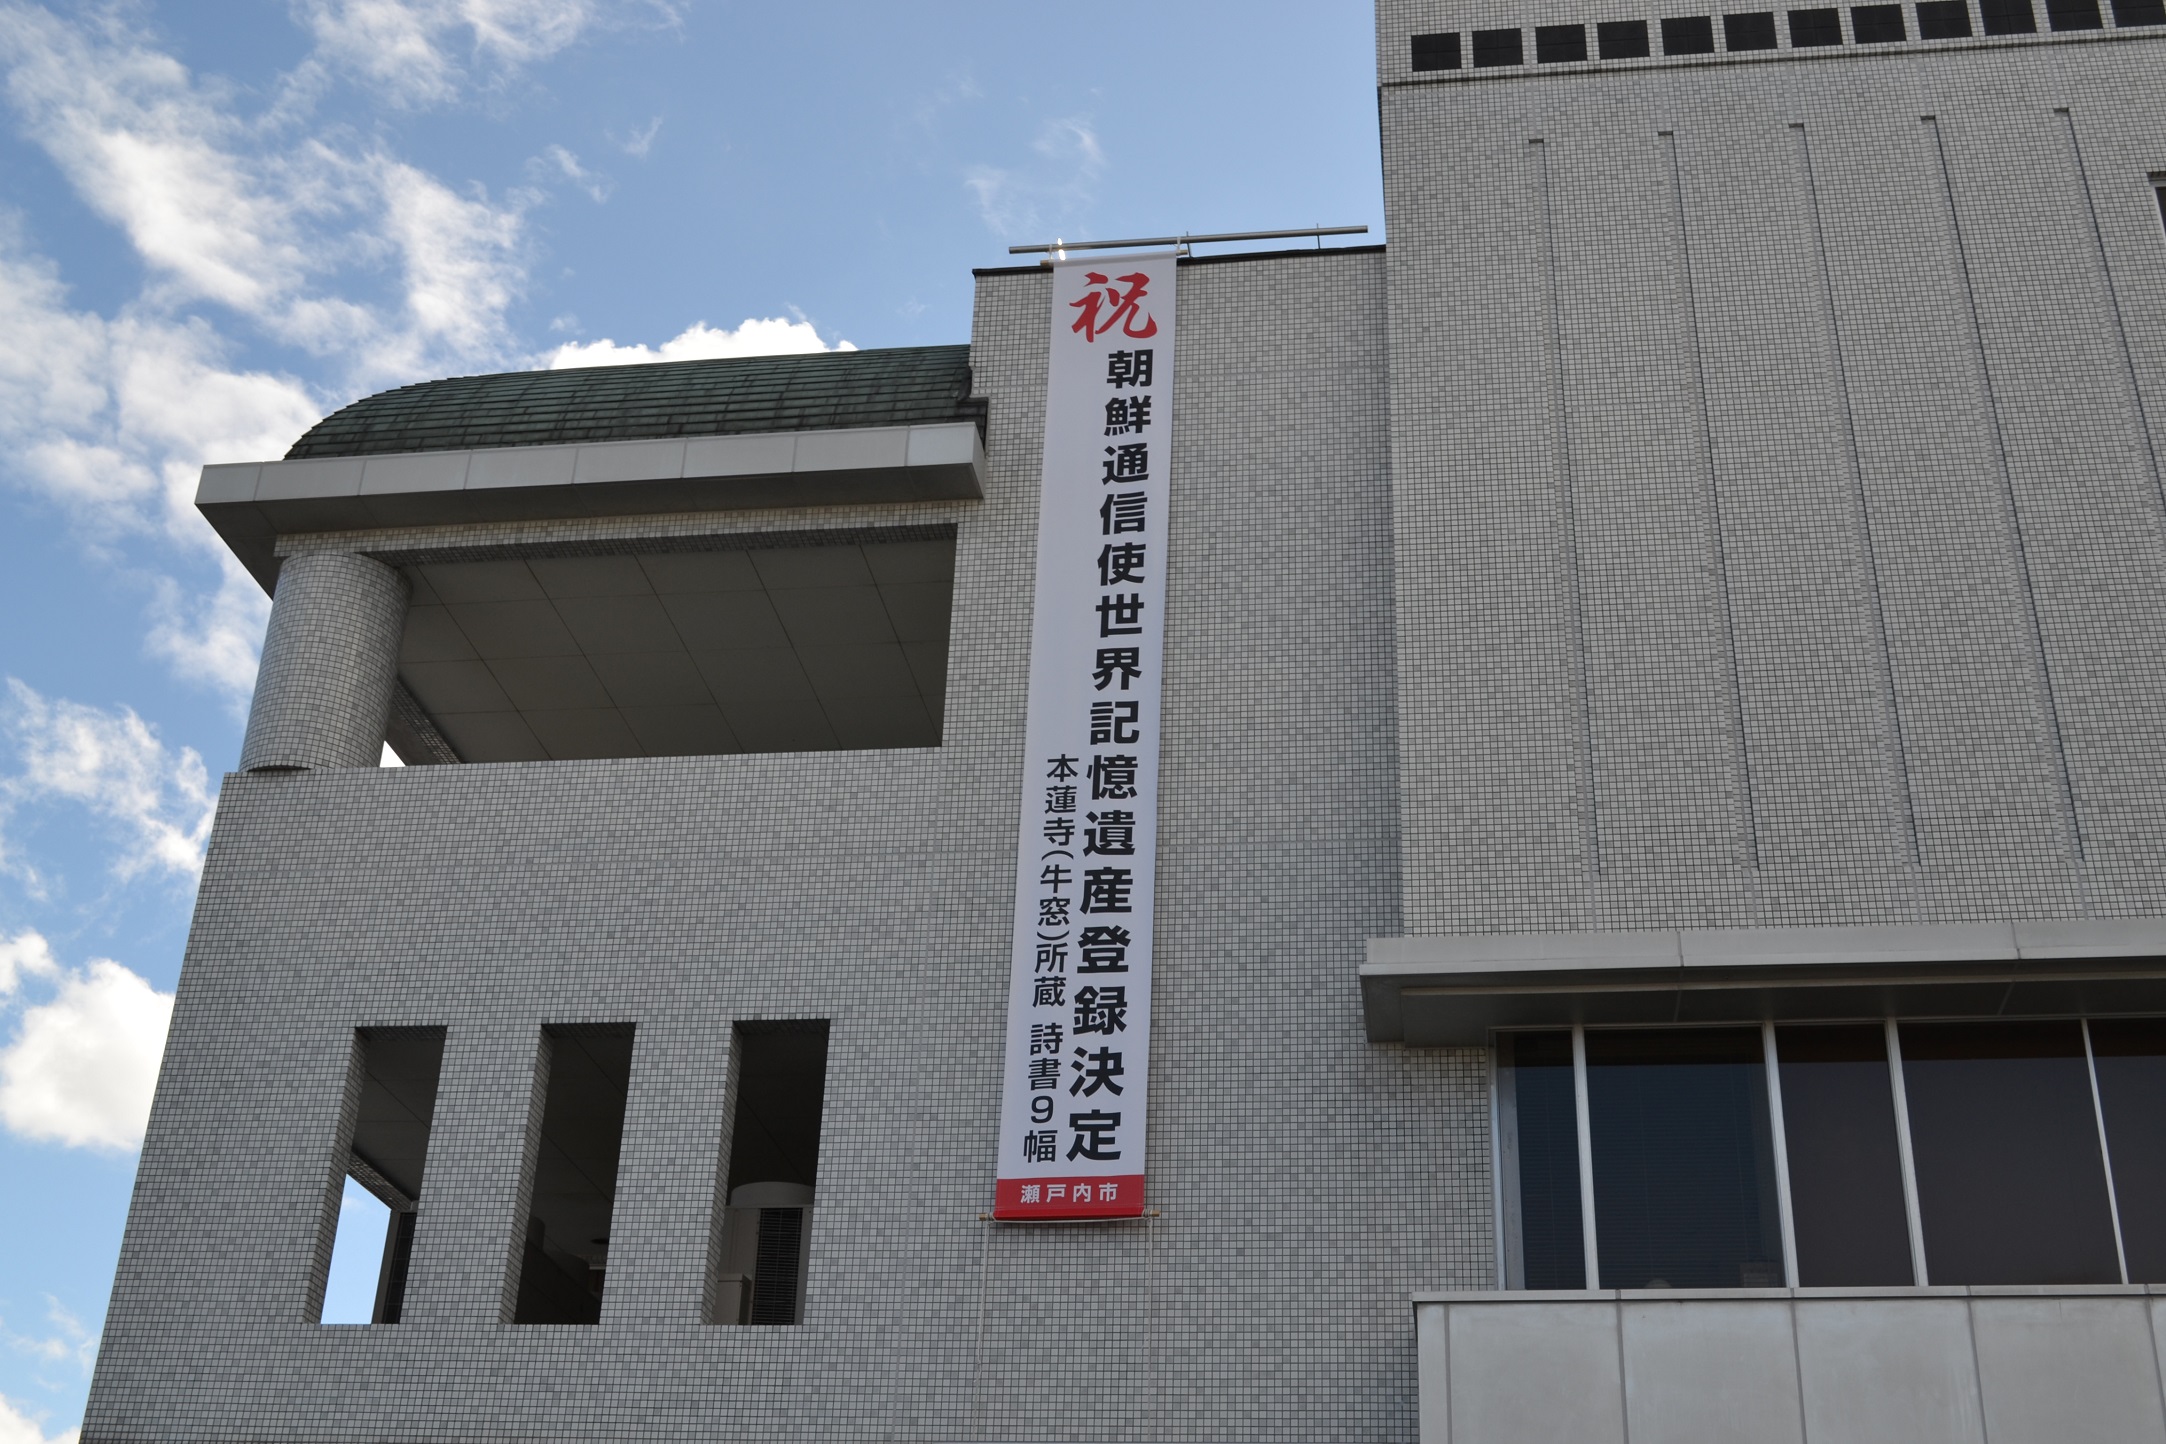 祝
朝鮮通信使世界記憶遺産登録決定
本蓮寺(牛窓)所蔵 詩書9幅
瀬戸内市